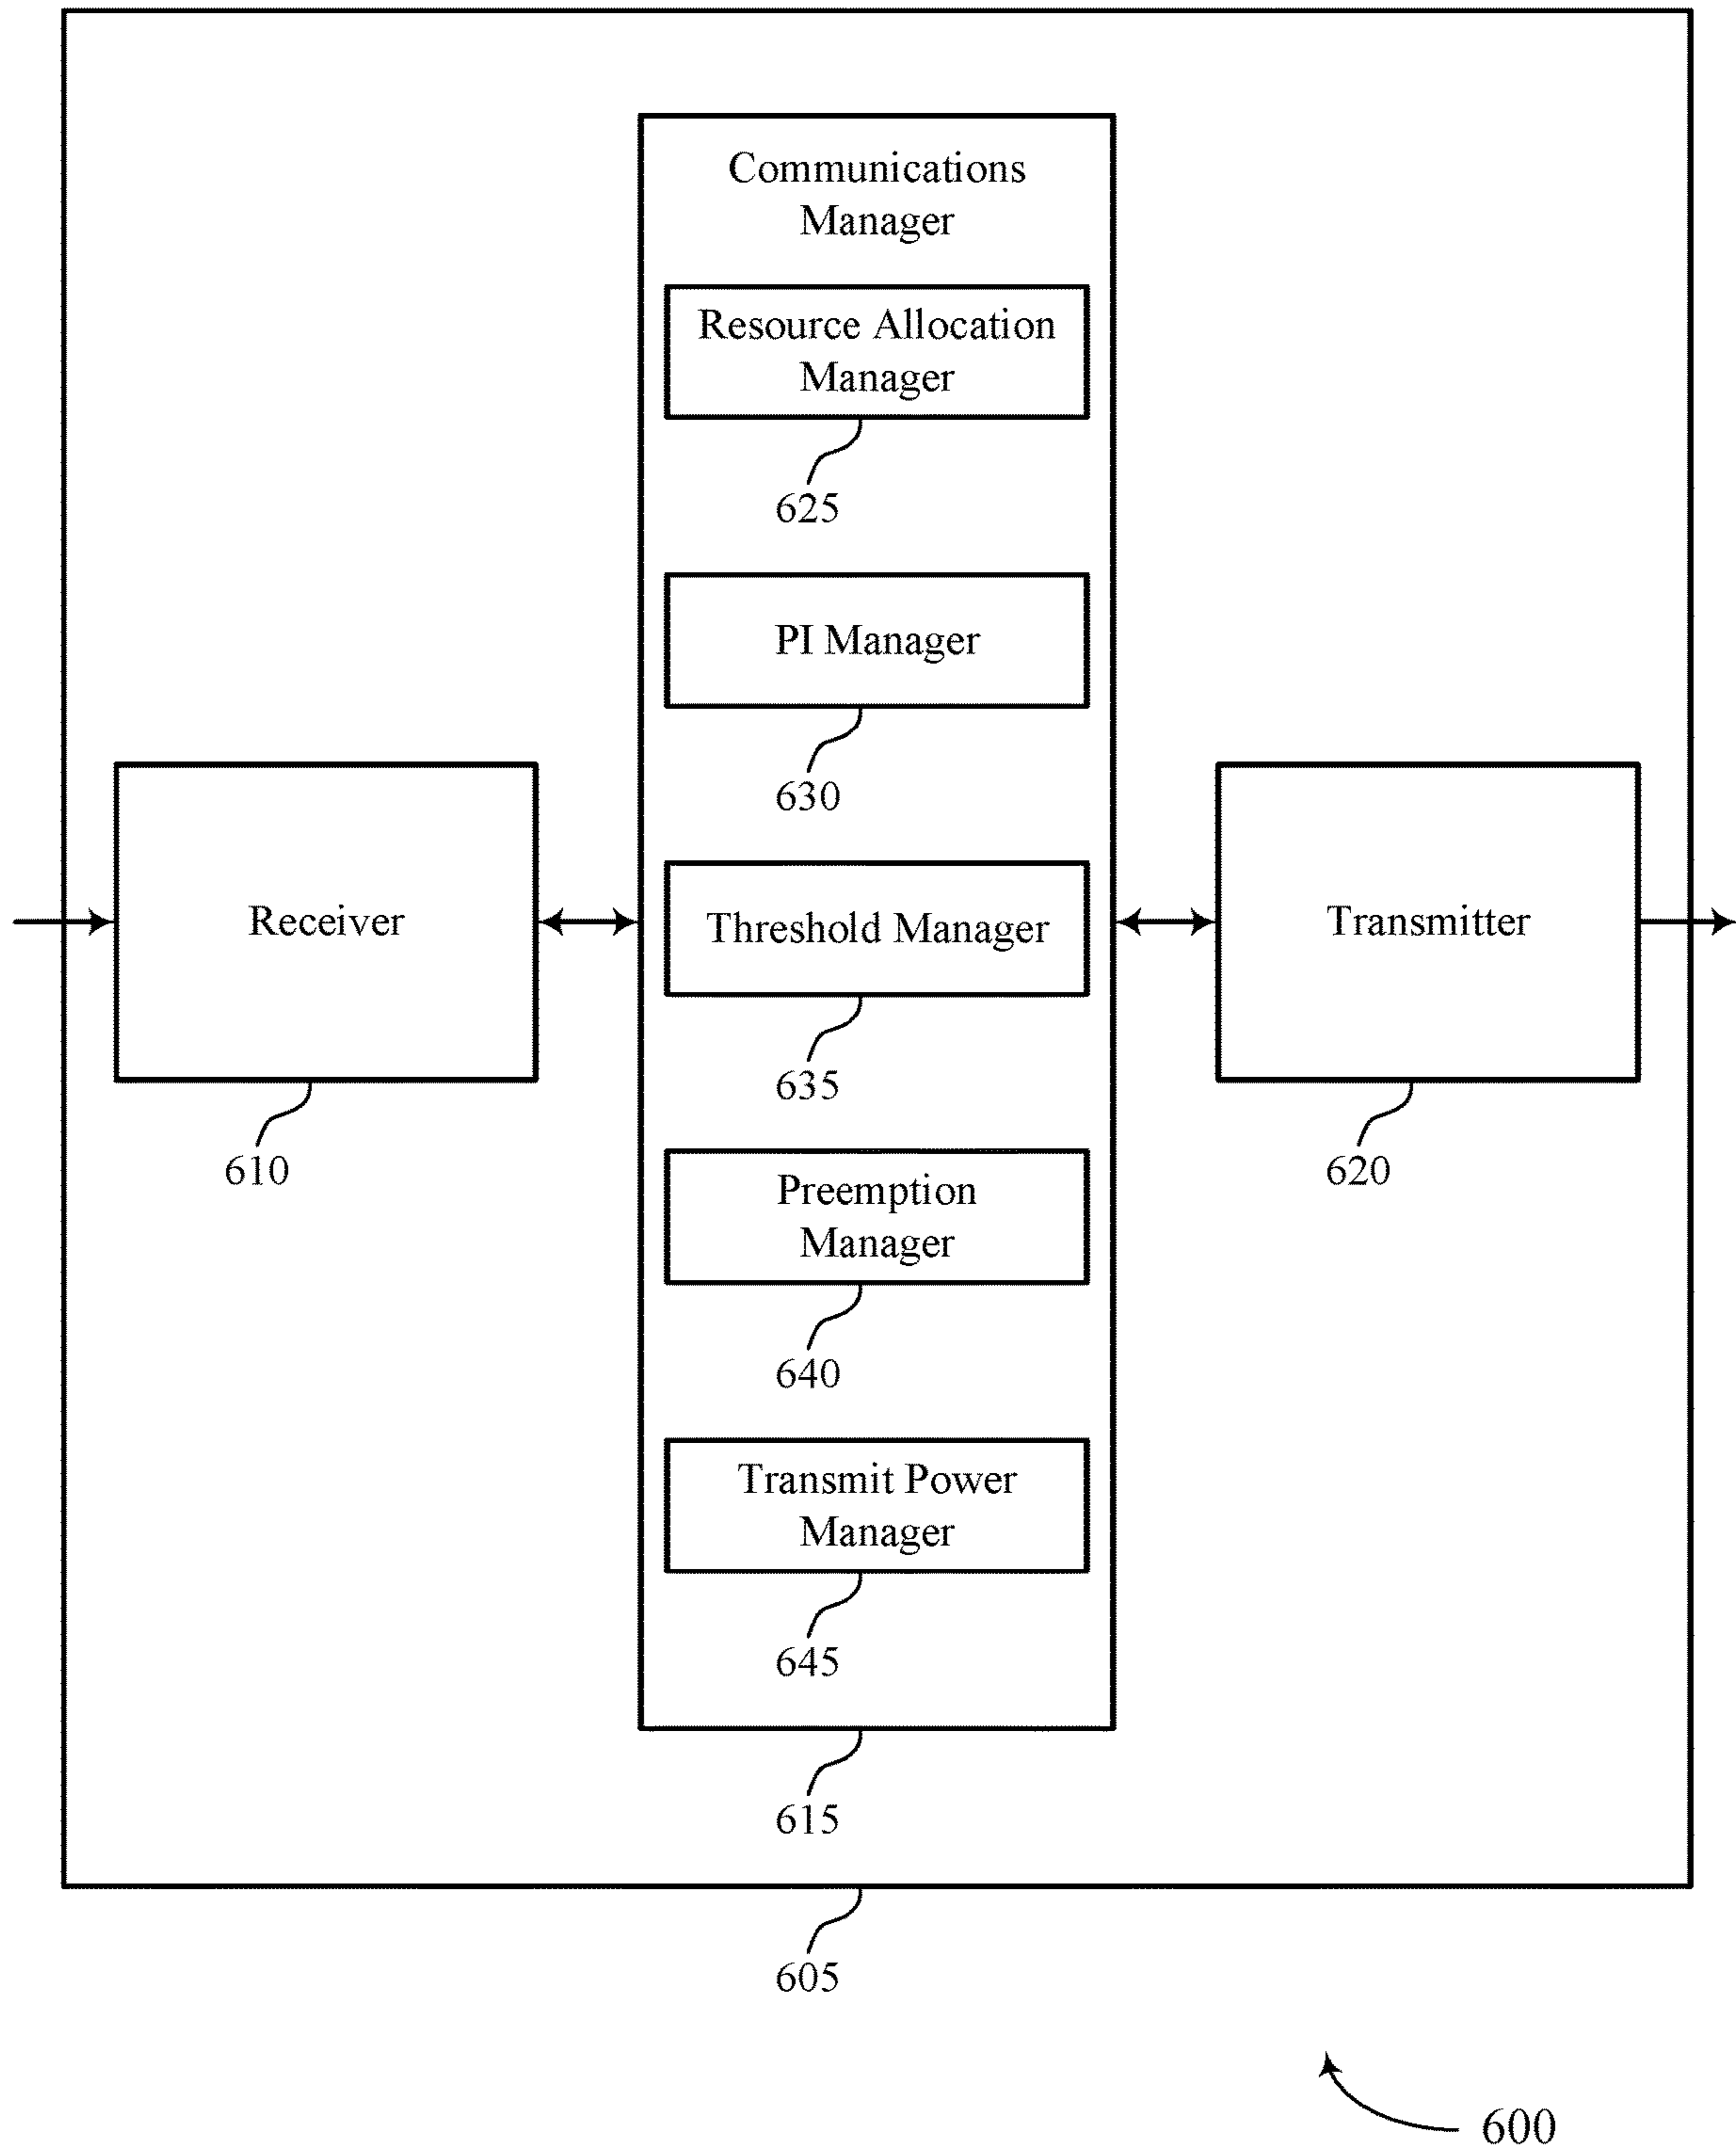 Communications
Manager
Resource Allocation
Manager
625
PI Manager
630
Receiver
610
Threshold Manager
635
Transmitter
620
Preemption
Manager
640
Transmit Power
Manager
645
615
605
600